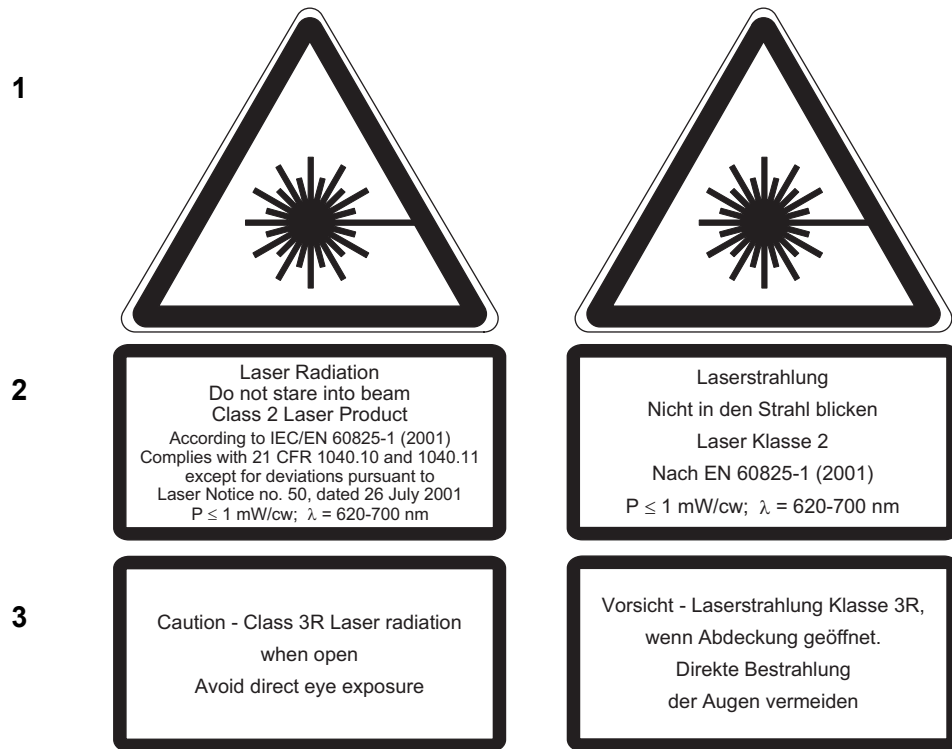 1
2
Laser Radiation
Do not stare into beam
Class 2 Laser Product
According to IEC/EN 60825-1 (2001)
Complies with 21 CFR 1040.10 and 1040.11
except for deviations pursuant to
Laser Notice no. 50, dated 26 July 2001
P ≤ 1 mW/cw; λ = 620-700 nm
Laserstrahlung
Nicht in den Strahl blicken
Laser Klasse 2
Nach EN 60825-1 (2001)
P ≤ 1 mW/cw; λ = 620-700 nm
3
Caution - Class 3R Laser radiation
when open
Avoid direct eye exposure
Vorsicht - Laserstrahlung Klasse 3R,
wenn Abdeckung geöffnet.
Direkte Bestrahlung
der Augen vermeiden